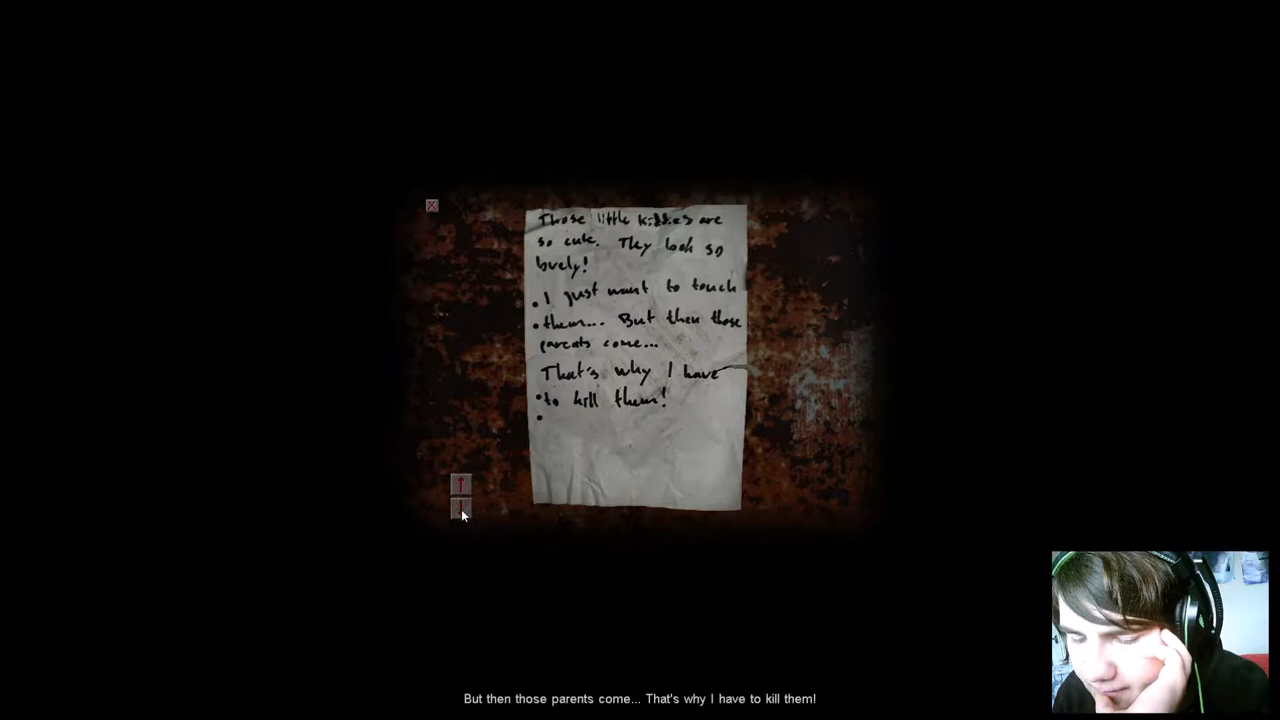 Those little kitties are
so cute. They look so
lovely!
I just want to touch
them... But then those
parents come...
That's why I have
to kill them!
But then those parents come... That's why I have to kill them!